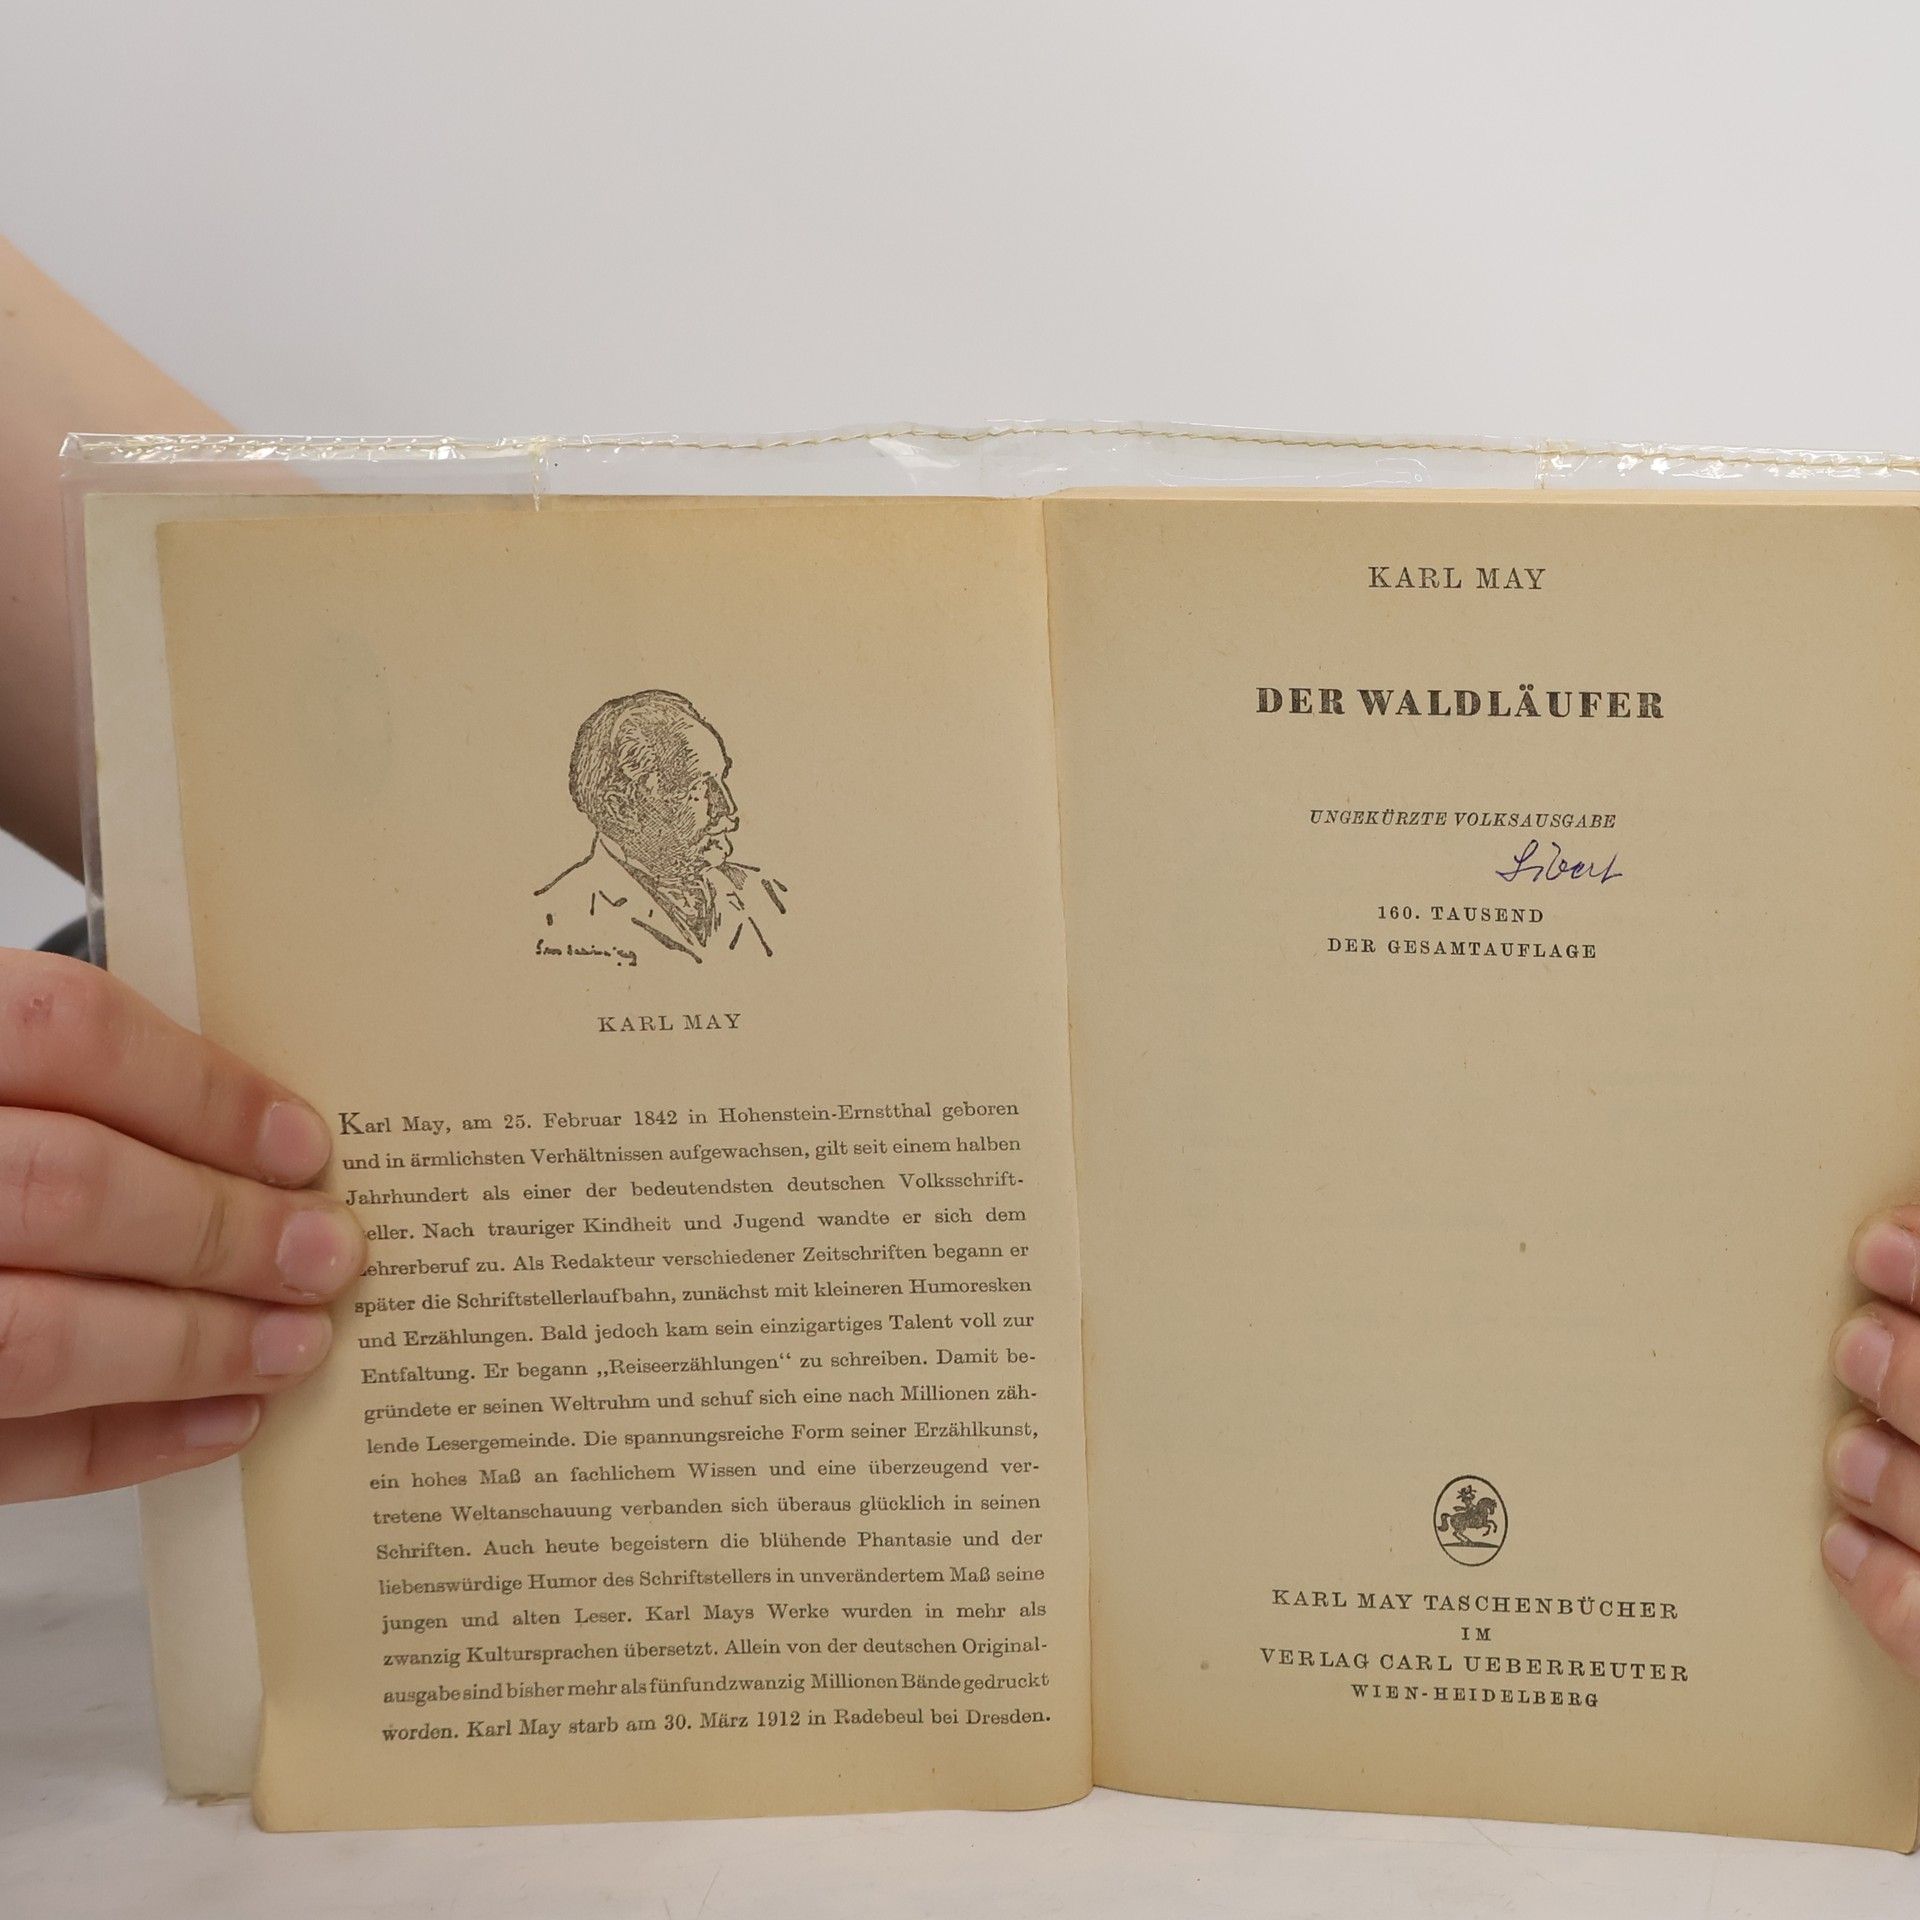 KARL MAY
Karl May, am 25. Februar 1842 in Hohenstein-Ernstthal geboren
und in ärmlichsten Verhältnissen aufgewachsen, gilt seit einem halben
Jahrhundert als einer der bedeutendsten deutschen Volksschrift-
eller. Nach trauriger Kindheit und Jugend wandte er sich dem
ehrerberuf zu. Als Redakteur verschiedener Zeitschriften begann er
später die Schriftstellerlaufbahn, zunächst mit kleineren Humoresken
und Erzählungen. Bald jedoch kam sein einzigartiges Talent voll zur
Entfaltung. Er begann „Reiseerzählungen“ zu schreiben. Damit be-
gründete er seinen Weltruhm und schuf sich eine nach Millionen zäh-
lende Lesergemeinde. Die spannungsreiche Form seiner Erzählkunst,
ein hohes Maß an fachlichem Wissen und eine überzeugend ver-
tretene Weltanschauung verbanden sich überaus glücklich in seinen
Schriften. Auch heute begeistern die blühende Phantasie und der
liebenswürdige Humor des Schriftstellers in unverändertem Maß seine
jungen und alten Leser. Karl Mays Werke wurden in mehr als
zwanzig Kultursprachen übersetzt. Allein von der deutschen Original-
ausgabe sind bisher mehr als fünfundzwanzig Millionen Bände gedruckt
worden. Karl May starb am 30. März 1912 in Radebeul bei Dresden.
KARL MAY
DER WALDLÄUFER
UNGEKÜRZTE VOLKSAUSGABE
160. TAUSEND
DER GESAMTAUFLAGE
KARL MAY TASCHENBÜCHER
IM
VERLAG CARL UEBERREUTER
WIEN-HEIDELBERG